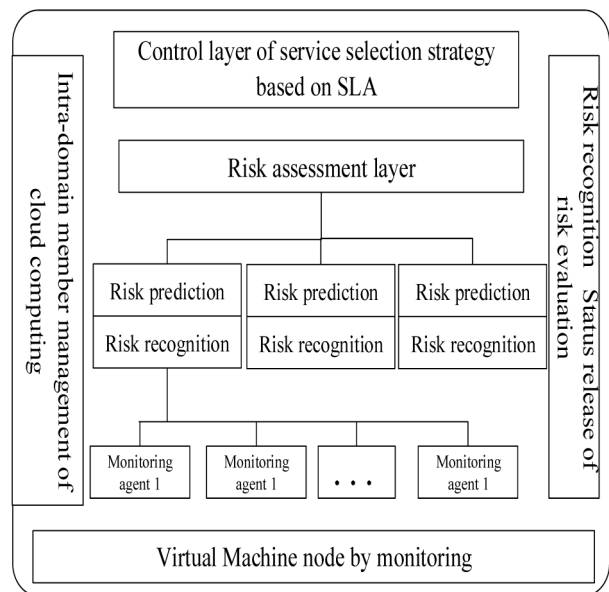 Control layer of service selection strategy
based on SLA
Intra-domain member management of
cloud computing
Risk recognition Status release of
risk evaluation
Risk assessment layer
Risk prediction
Risk prediction
Risk prediction
Risk recognition
Risk recognition
Risk recognition
Monitoring
agent 1
Monitoring
agent 1
• • •
Monitoring
agent 1
Virtual Machine node by monitoring